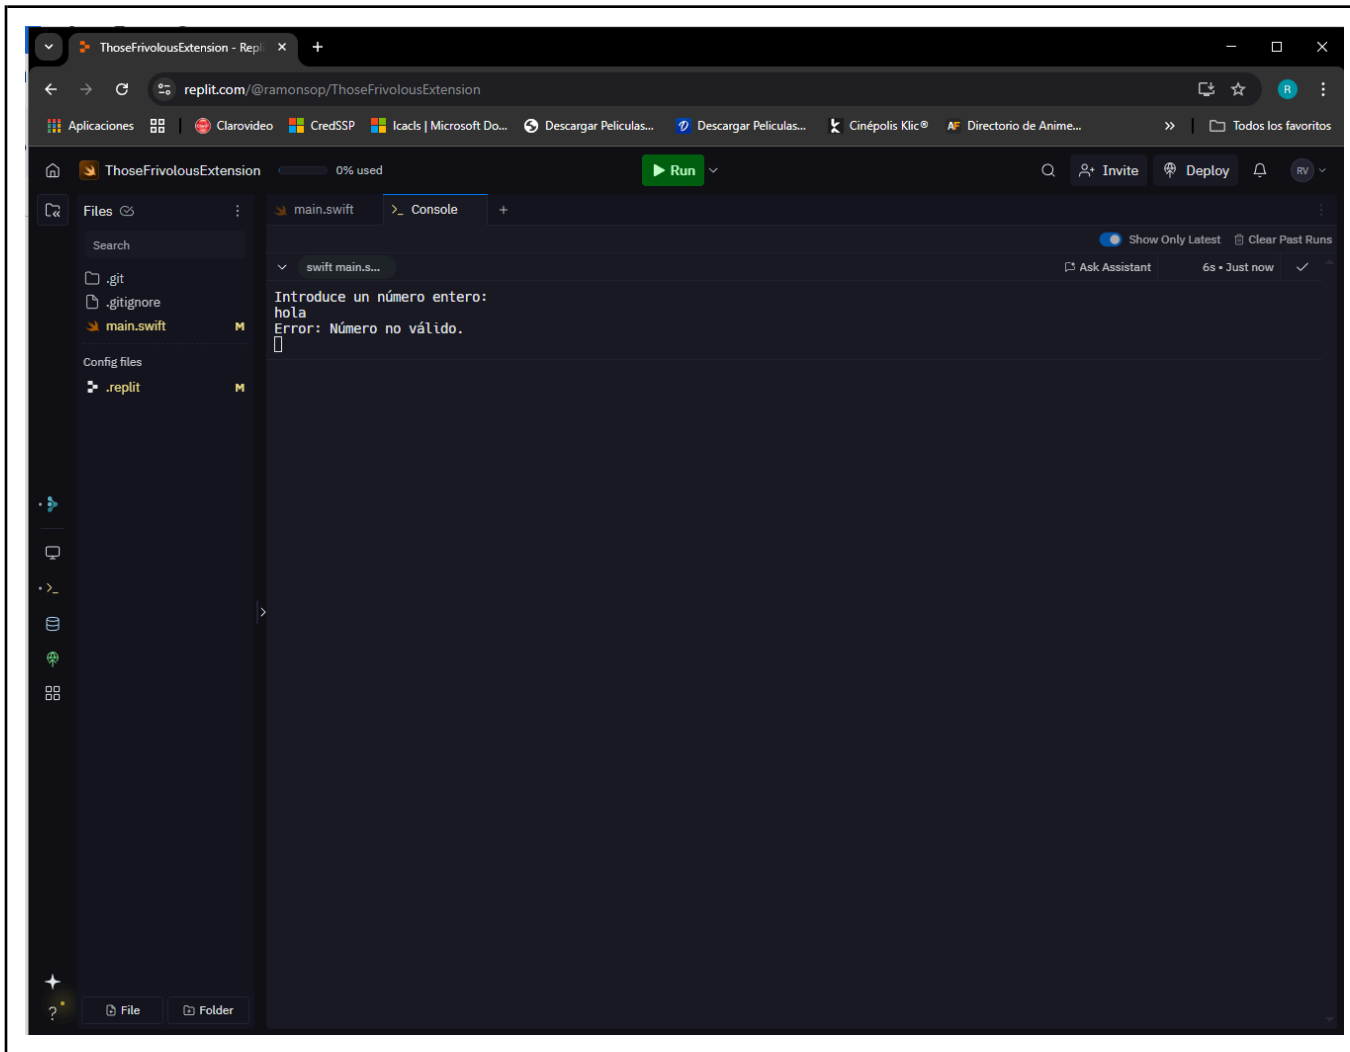 ThoseFrivolousExtension - Repli
replit.com/@ramonsop/ThoseFrivolousExtension
R
Aplicaciones
Clarovideo
CredSSP
Icacls | Microsoft Do...
Descargar Peliculas...
Descargar Peliculas...
Cinépolis Klic®
AF Directorio de Anime...
Todos los favoritos
ThoseFrivolousExtension
0% used
Run
Invite
Deploy
RV
Files
main.swift
>_ Console
Search
Show Only Latest
Clear Past Runs
swift main.s...
Ask Assistant
6s • Just now
.git
.gitignore
main.swift M
Config files
.replit M
Introduce un número entero:
hola
Error: Número no válido.
File
Folder